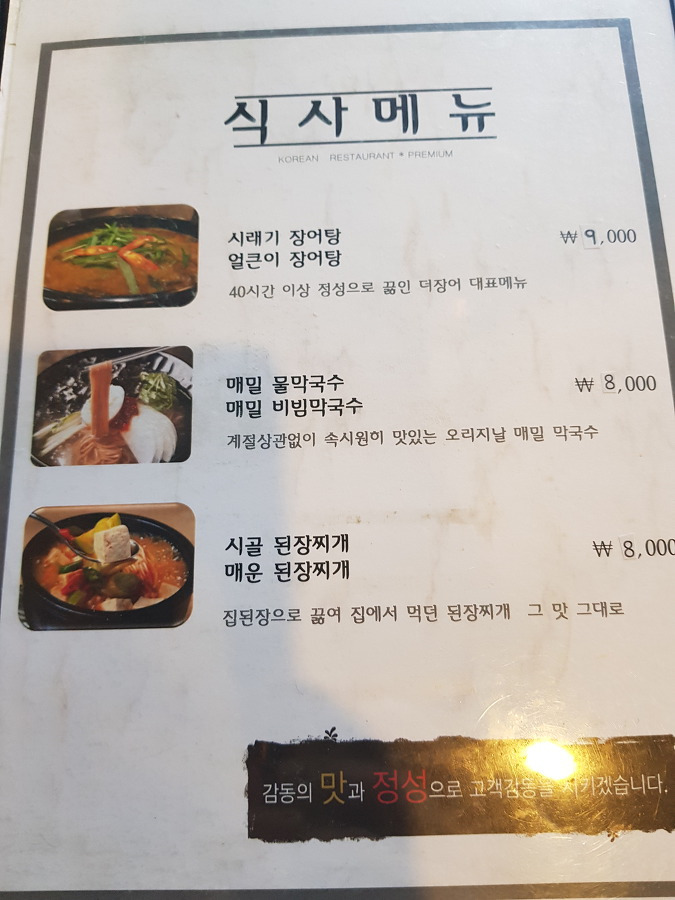 식사메뉴
KOREAN RESTAURANT * PREMIUM
시래기 장어탕 ₩ 9,000
얼큰이 장어탕
40시간 이상 정성으로 끓인 더장어 대표메뉴
매밀 물막국수 ₩ 8,000
매밀 비빔막국수
계절상관없이 속시원히 맛있는 오리지날 매밀 막국수
시골 된장찌개 ₩ 8,000
매운 된장찌개
집된장으로 끓여 집에서 먹던 된장찌개 그 맛 그대로
감동의 맛과 정성으로 고객감동을 지키겠습니다.